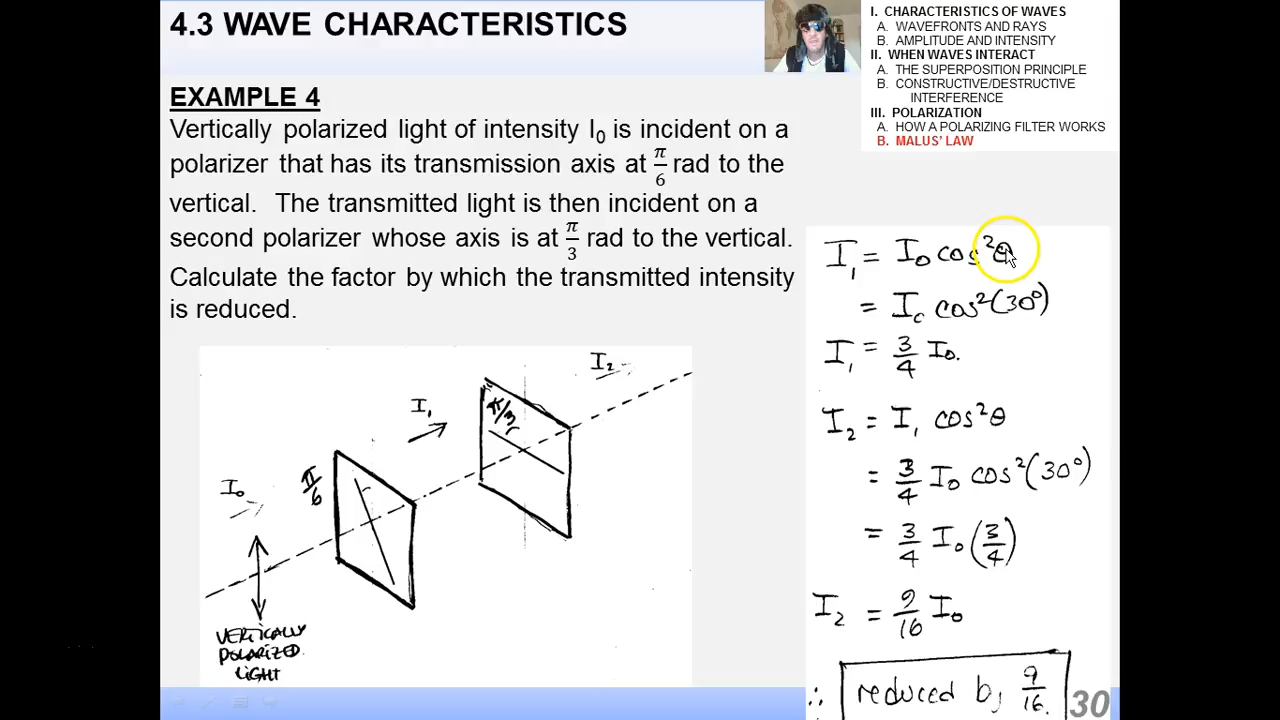 4.3 WAVE CHARACTERISTICS
I. CHARACTERISTICS OF WAVES
A. WAVEFRONTS AND RAYS
B. AMPLITUDE AND INTENSITY
II. WHEN WAVES INTERACT
A. THE SUPERPOSITION PRINCIPLE
B. CONSTRUCTIVE/DESTRUCTIVE
INTERFERENCE
III. POLARIZATION
A. HOW A POLARIZING FILTER WORKS
B. MALUS' LAW
EXAMPLE 4
Vertically polarized light of intensity I₀ is incident on a
polarizer that has its transmission axis at π/6 rad to the
vertical. The transmitted light is then incident on a
second polarizer whose axis is at π/3 rad to the vertical.
Calculate the factor by which the transmitted intensity
is reduced.
I₀
π/6
I₁
π/3
I₂
VERTICALLY
POLARIZED
LIGHT
I₁ = I₀ cos²θ
= I₀ cos²(30°)
I₁ = 3/4 I₀.
I₂ = I₁ cos²θ
= 3/4 I₀ cos²(30°)
= 3/4 I₀ (3/4)
I₂ = 9/16 I₀
∴ reduced by 9/16.
30